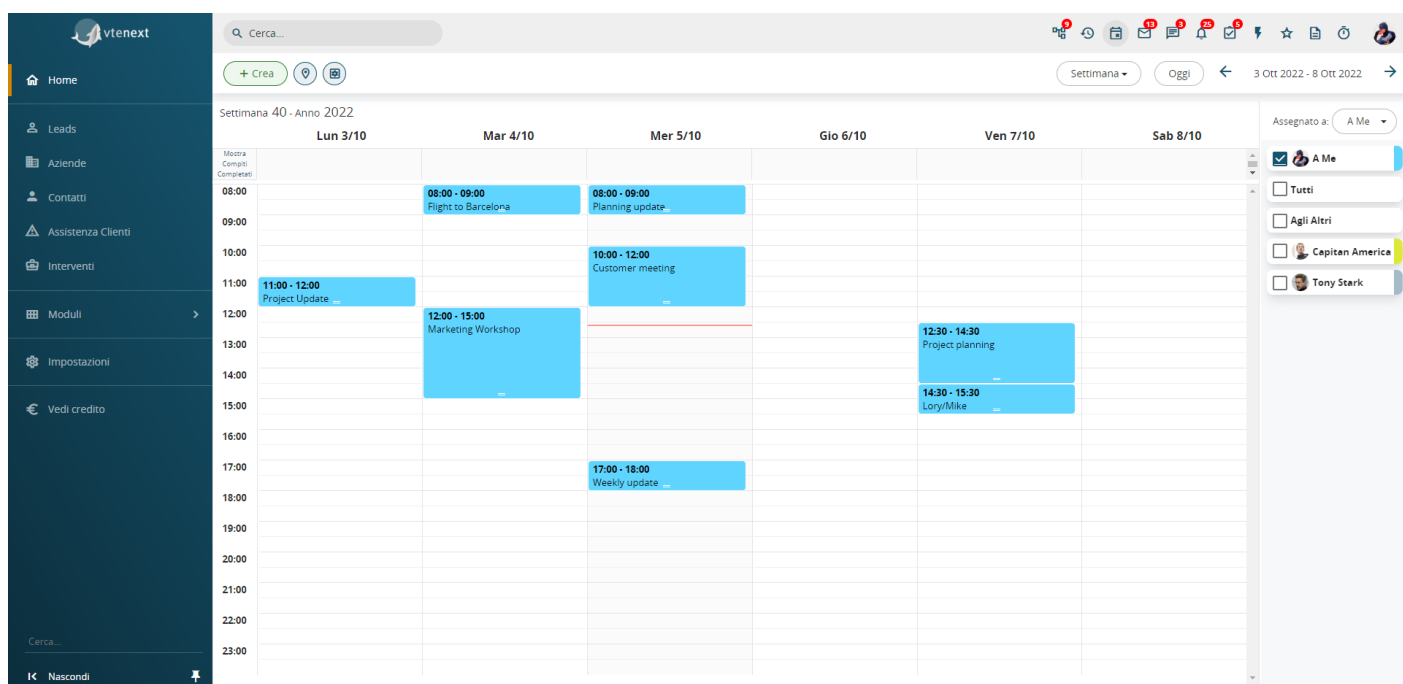 vtenext
Cerca...
9
13
3
25
5
Home
Leads
Aziende
Contatti
Assistenza Clienti
Interventi
Moduli
Impostazioni
Vedi credito
Cerca...
Nascondi
+ Crea
Settimana
Oggi
3 Ott 2022 - 8 Ott 2022
Settimana 40 - Anno 2022
Lun 3/10 Mar 4/10 Mer 5/10 Gio 6/10 Ven 7/10 Sab 8/10
Mostra
Compiti
Completati
08:00
09:00
10:00
11:00
12:00
13:00
14:00
15:00
16:00
17:00
18:00
19:00
20:00
21:00
22:00
23:00
11:00 - 12:00
Project Update
08:00 - 09:00
Flight to Barcelona
12:00 - 15:00
Marketing Workshop
08:00 - 09:00
Planning update
10:00 - 12:00
Customer meeting
17:00 - 18:00
Weekly update
12:30 - 14:30
Project planning
14:30 - 15:30
Lory/Mike
Assegnato a: A Me
A Me
Tutti
Agli Altri
Capitan America
Tony Stark